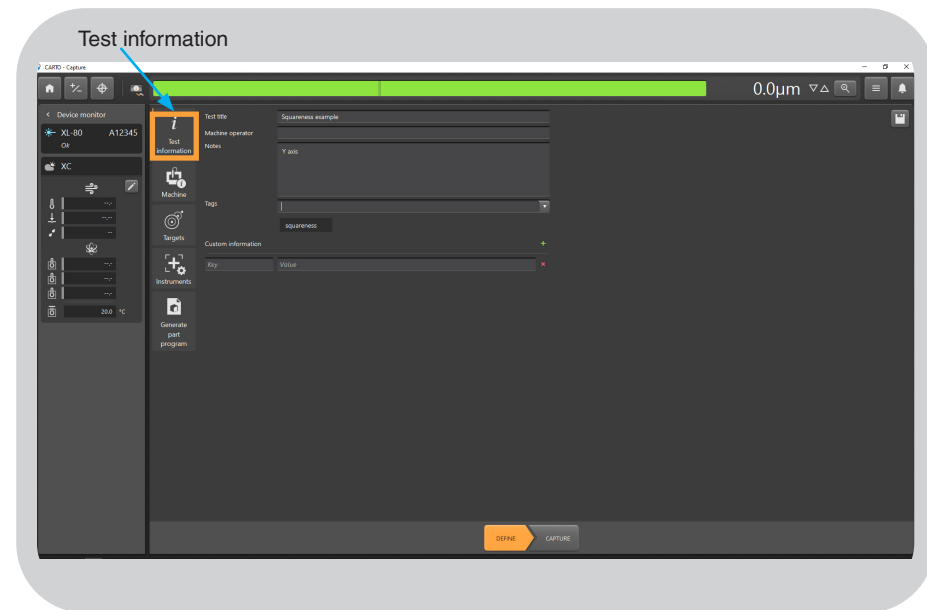 Test information
CARTO - Capture
0.0μm
Device monitor
XL-80 A12345
Ok
XC
--.-
--.--
--
--.-
--.-
--.-
20.0 °C
Test
information
Machine
Targets
Instruments
Generate
part
program
Test title Squareness example
Machine operator
Notes Y axis
Tags
squareness
Custom information +
Key Value
DEFINE CAPTURE